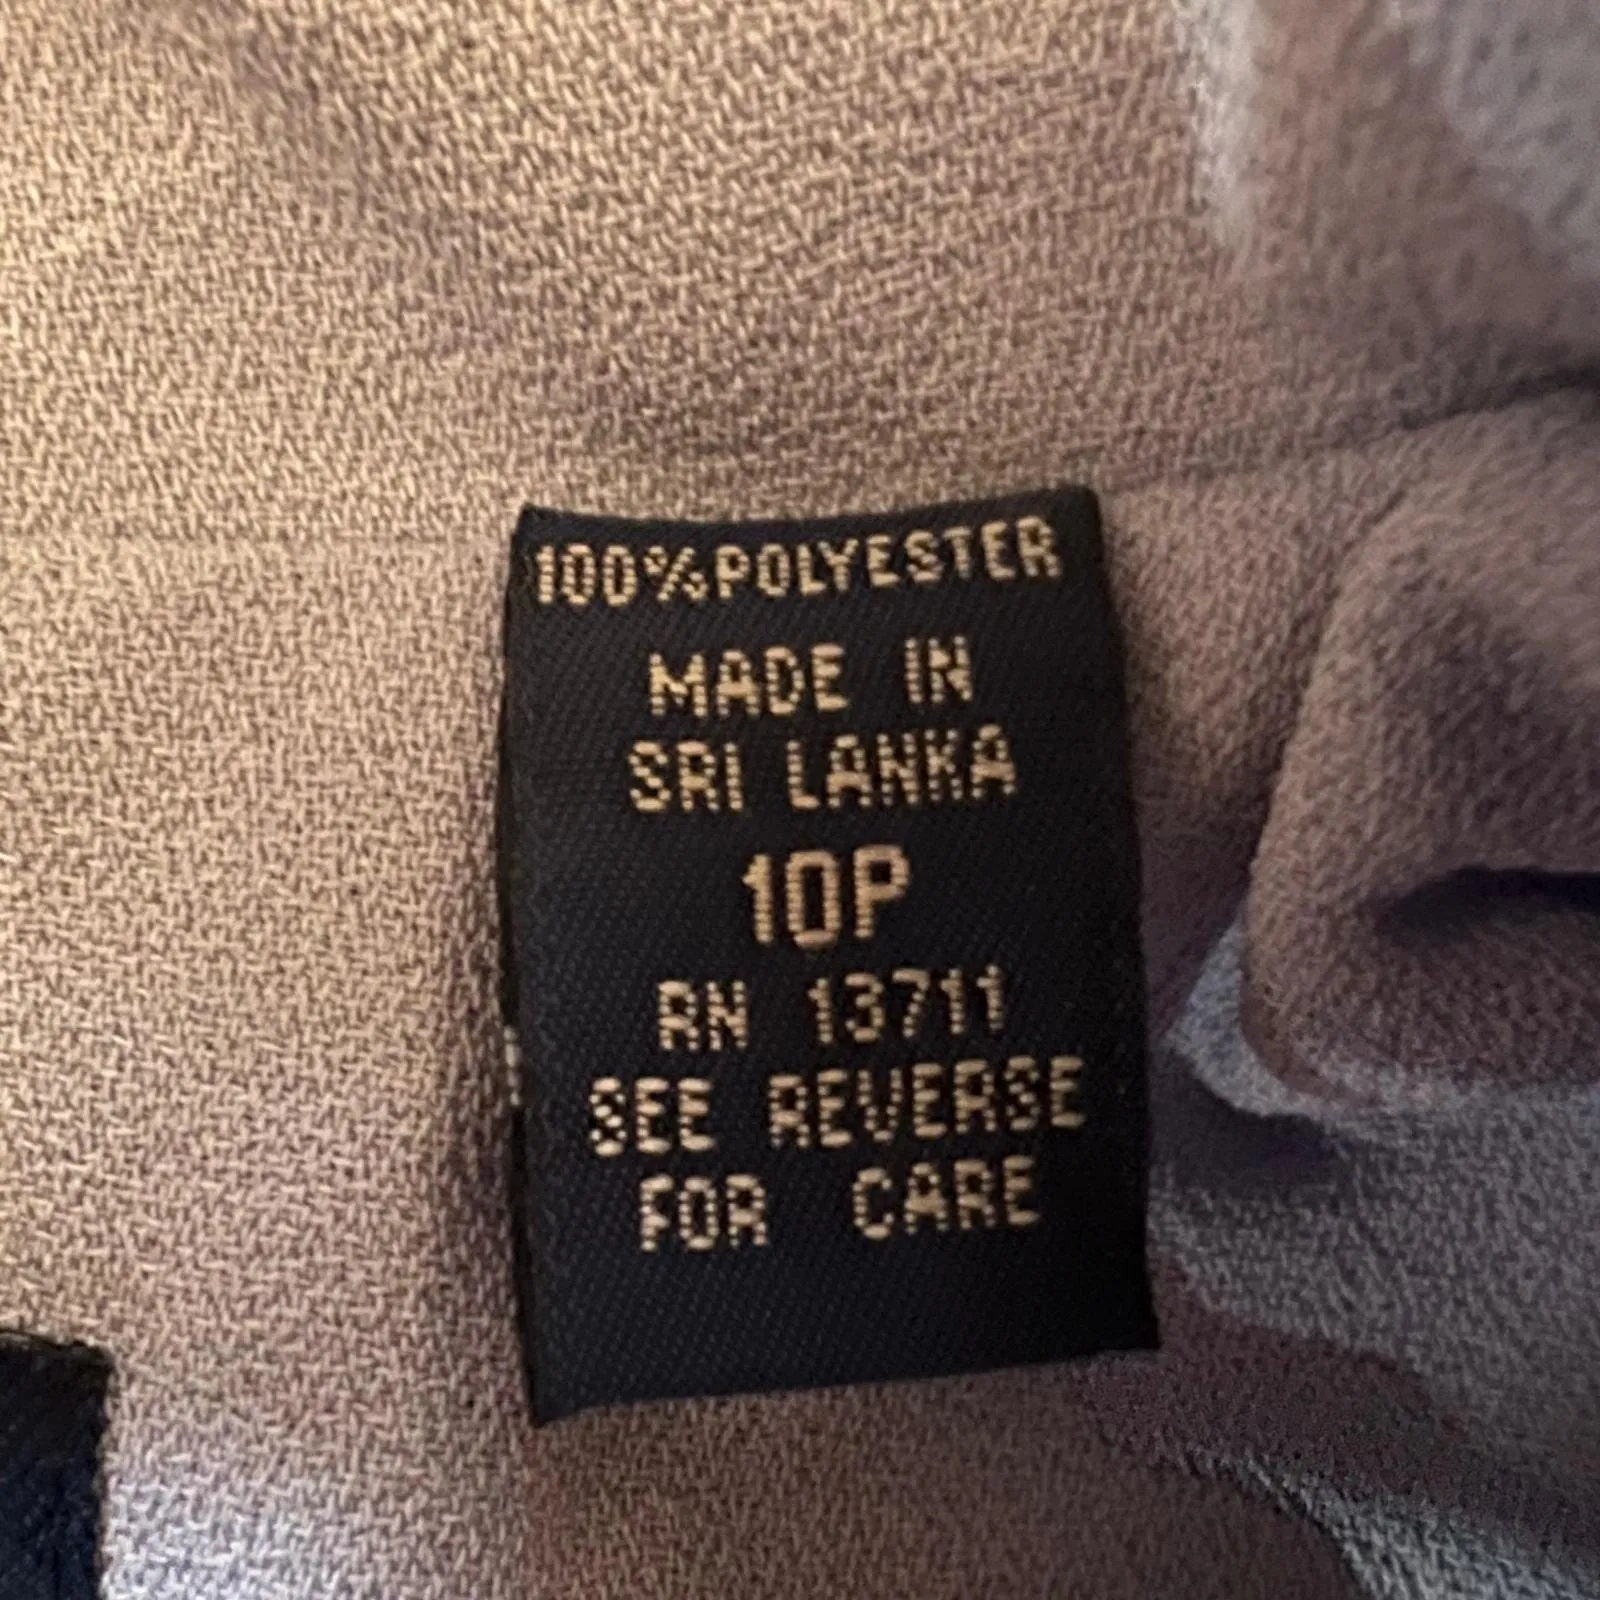 100%POLYESTER
MADE IN
SRI LANKA
10P
RN 13711
SEE REVERSE
FOR CARE